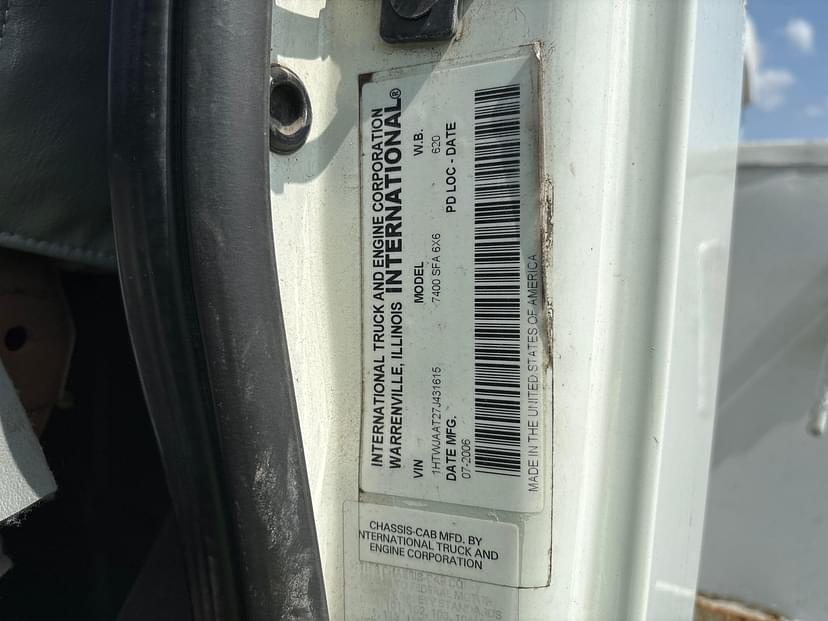 INTERNATIONAL TRUCK AND ENGINE CORPORATION
WARRENVILLE, ILLINOIS INTERNATIONAL®
VIN MODEL W.B.
1HTWJAAT27J431615 7400 SFA 6X6 620
DATE MFG. PD LOC - DATE
07-2006
MADE IN THE UNITED STATES OF AMERICA
CHASSIS-CAB MFD. BY
INTERNATIONAL TRUCK AND
ENGINE CORPORATION